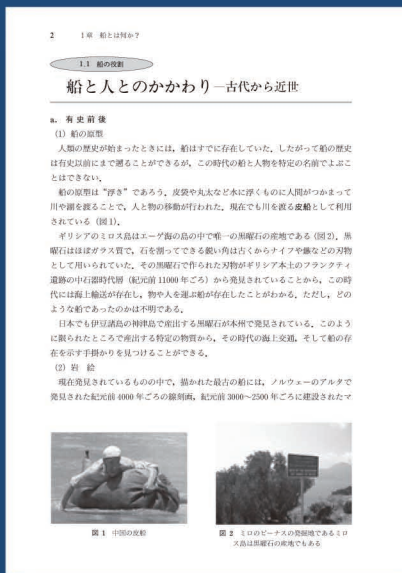 2 1章 船とは何か?
1.1 船の役割
船と人とのかかわり―古代から近世
a. 有史前後
(1) 船の原型
人類の歴史が始まったときには,船はすでに存在していた.したがって船の歴史
は有史以前にまで遡ることができるが,この時代の船と人物を特定の名前でよぶこ
とはできない.
船の原型は"浮き"であろう.皮袋や丸太など水に浮くものに人間がつかまって
川や湖を渡ることで,人と物の移動が行われた.現在でも川を渡る皮船として利用
されている(図1).
ギリシアのミロス島はエーゲ海の島の中で唯一の黒曜石の産地である(図2).黒
曜石はほぼガラス質で,石を割ってできる鋭い角は古くからナイフや鏃などの刃物
として用いられていた.その黒曜石で作られた刃物がギリシア本土のフランクティ
遺跡の中石器時代層(紀元前11000年ごろ)から発見されていることから,この時
代には海上輸送が存在し,物や人を運ぶ船が存在したことがわかる.ただし,どの
ような船であったのかは不明である.
日本でも伊豆諸島の神津島で産出する黒曜石が本州で発見されている.このよう
に限られたところで産出する特定の物質から,その時代の海上交通,そして船の存
在を示す手掛かりを見つけることができる.
(2) 岩 絵
現在発見されているものの中で,描かれた最古の船には,ノルウェーのアルタで
発見された紀元前4000年ごろの線刻画,紀元前3000~2500年ごろに建設されたマ
図1 中国の皮船
図2 ミロのビーナスの発掘地であるミロ
ス島は黒曜石の産地でもある